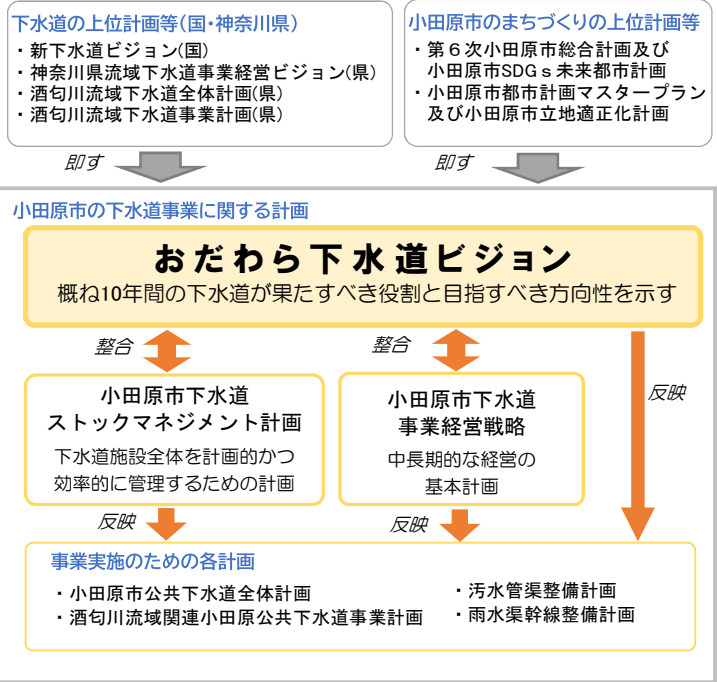 下水道の上位計画等(国・神奈川県)
・新下水道ビジョン(国)
・神奈川県流域下水道事業経営ビジョン(県)
・酒匂川流域下水道全体計画(県)
・酒匂川流域下水道事業計画(県)
小田原市のまちづくりの上位計画等
・第６次小田原市総合計画及び
小田原市SDGｓ未来都市計画
・小田原市都市計画マスタープラン
及び小田原市立地適正化計画
即す
即す
小田原市の下水道事業に関する計画
おだわら下水道ビジョン
概ね10年間の下水道が果たすべき役割と目指すべき方向性を示す
整合
整合
反映
小田原市下水道
ストックマネジメント計画
下水道施設全体を計画的かつ
効率的に管理するための計画
小田原市下水道
事業経営戦略
中長期的な経営の
基本計画
反映
反映
事業実施のための各計画
・小田原市公共下水道全体計画
・酒匂川流域関連小田原公共下水道事業計画
・汚水管渠整備計画
・雨水渠幹線整備計画